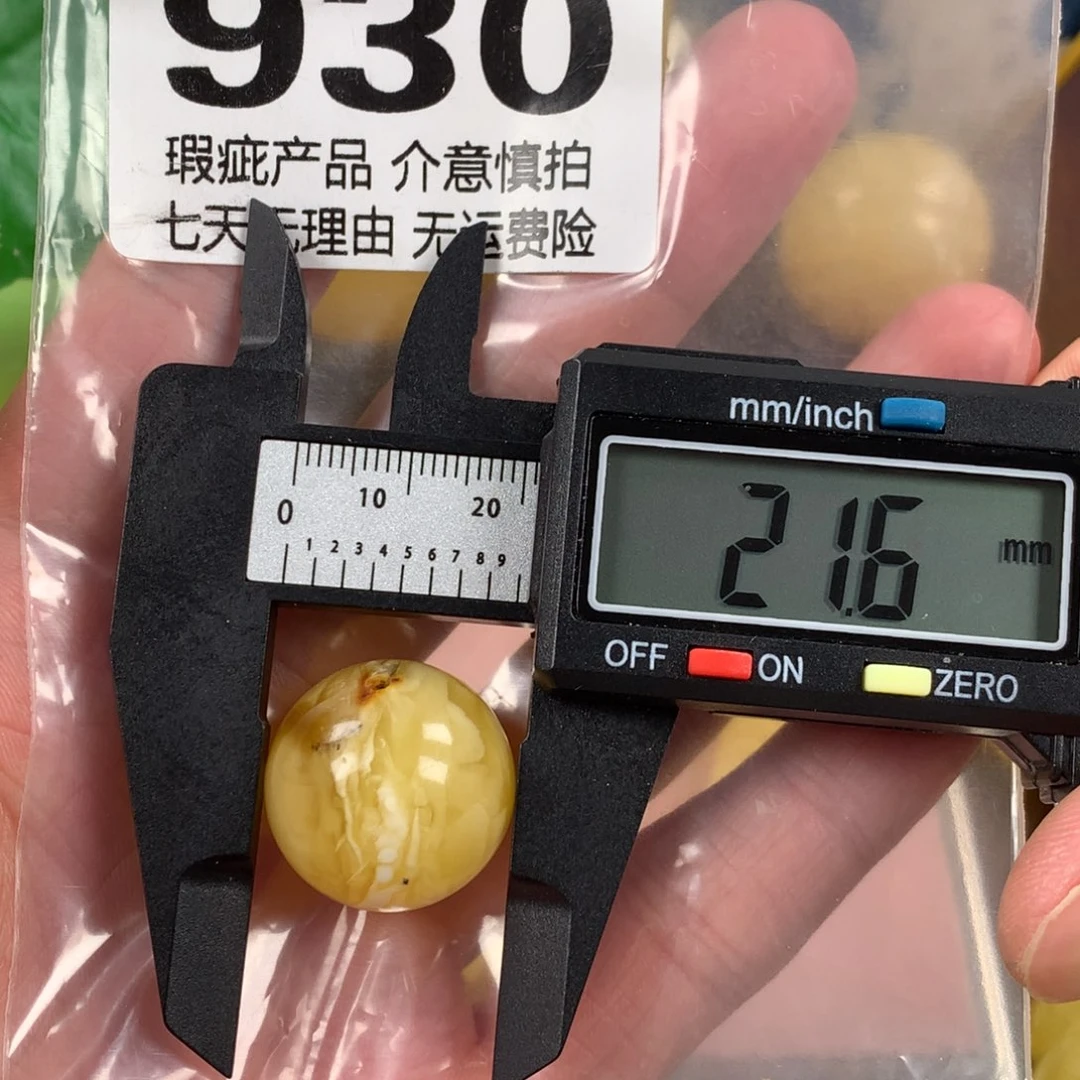 930
瑕疵产品 介意慎拍
七天无理由 无运费险
mm/inch
0 10 20
1 2 3 4 5 6 7 8 9
21.6 mm
OFF ON ZERO